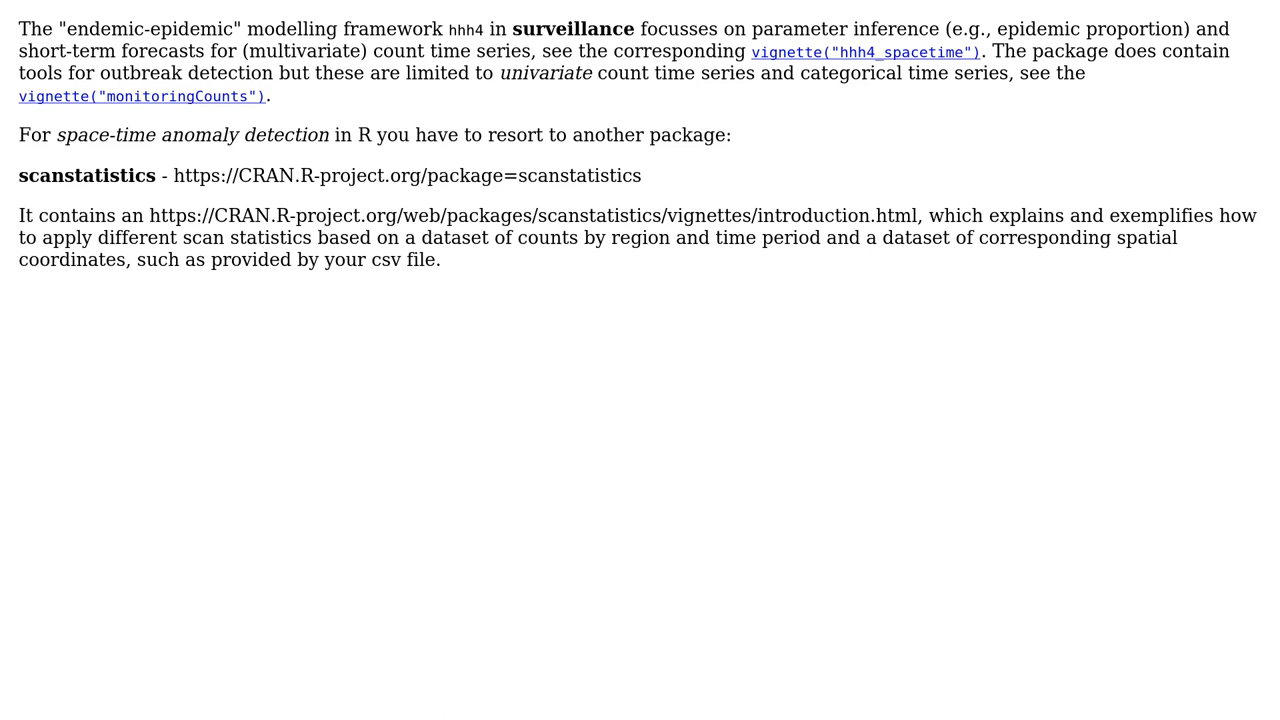 The "endemic-epidemic" modelling framework hhh4 in surveillance focusses on parameter inference (e.g., epidemic proportion) and
short-term forecasts for (multivariate) count time series, see the corresponding vignette("hhh4_spacetime"). The package does contain
tools for outbreak detection but these are limited to univariate count time series and categorical time series, see the
vignette("monitoringCounts").
For space-time anomaly detection in R you have to resort to another package:
scanstatistics - https://CRAN.R-project.org/package=scanstatistics
It contains an https://CRAN.R-project.org/web/packages/scanstatistics/vignettes/introduction.html, which explains and exemplifies how
to apply different scan statistics based on a dataset of counts by region and time period and a dataset of corresponding spatial
coordinates, such as provided by your csv file.